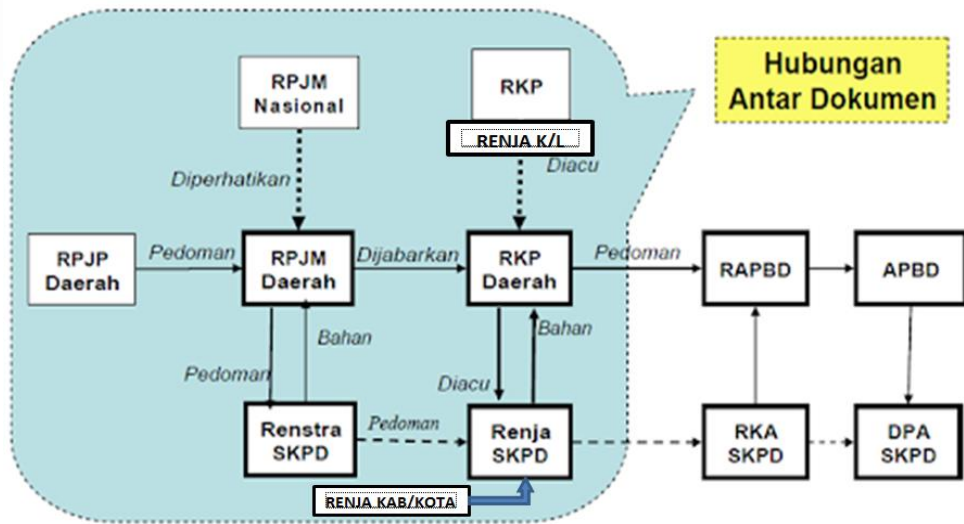 Hubungan
Antar Dokumen
RPJM
Nasional
RKP
RENJA K/L
Diperhatikan
Diacu
RPJP
Daerah
Pedoman
RPJM
Daerah
Dijabarkan
RKP
Daerah
Pedoman
RAPBD
APBD
Pedoman
Bahan
Diacu
Bahan
Renstra
SKPD
Pedoman
Renja
SKPD
RKA
SKPD
DPA
SKPD
RENJA KAB/KOTA